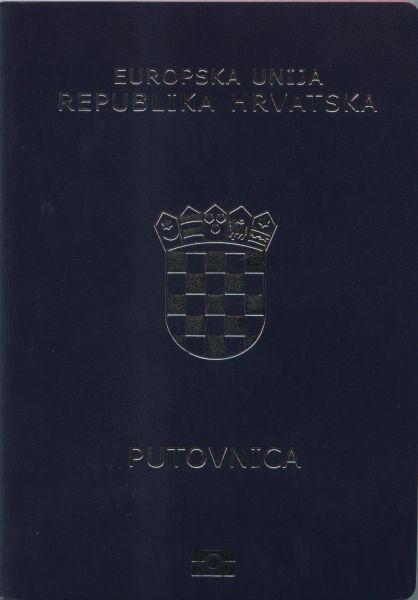 EUROPSKA UNIJA
REPUBLIKA HRVATSKA
PUTOVNICA